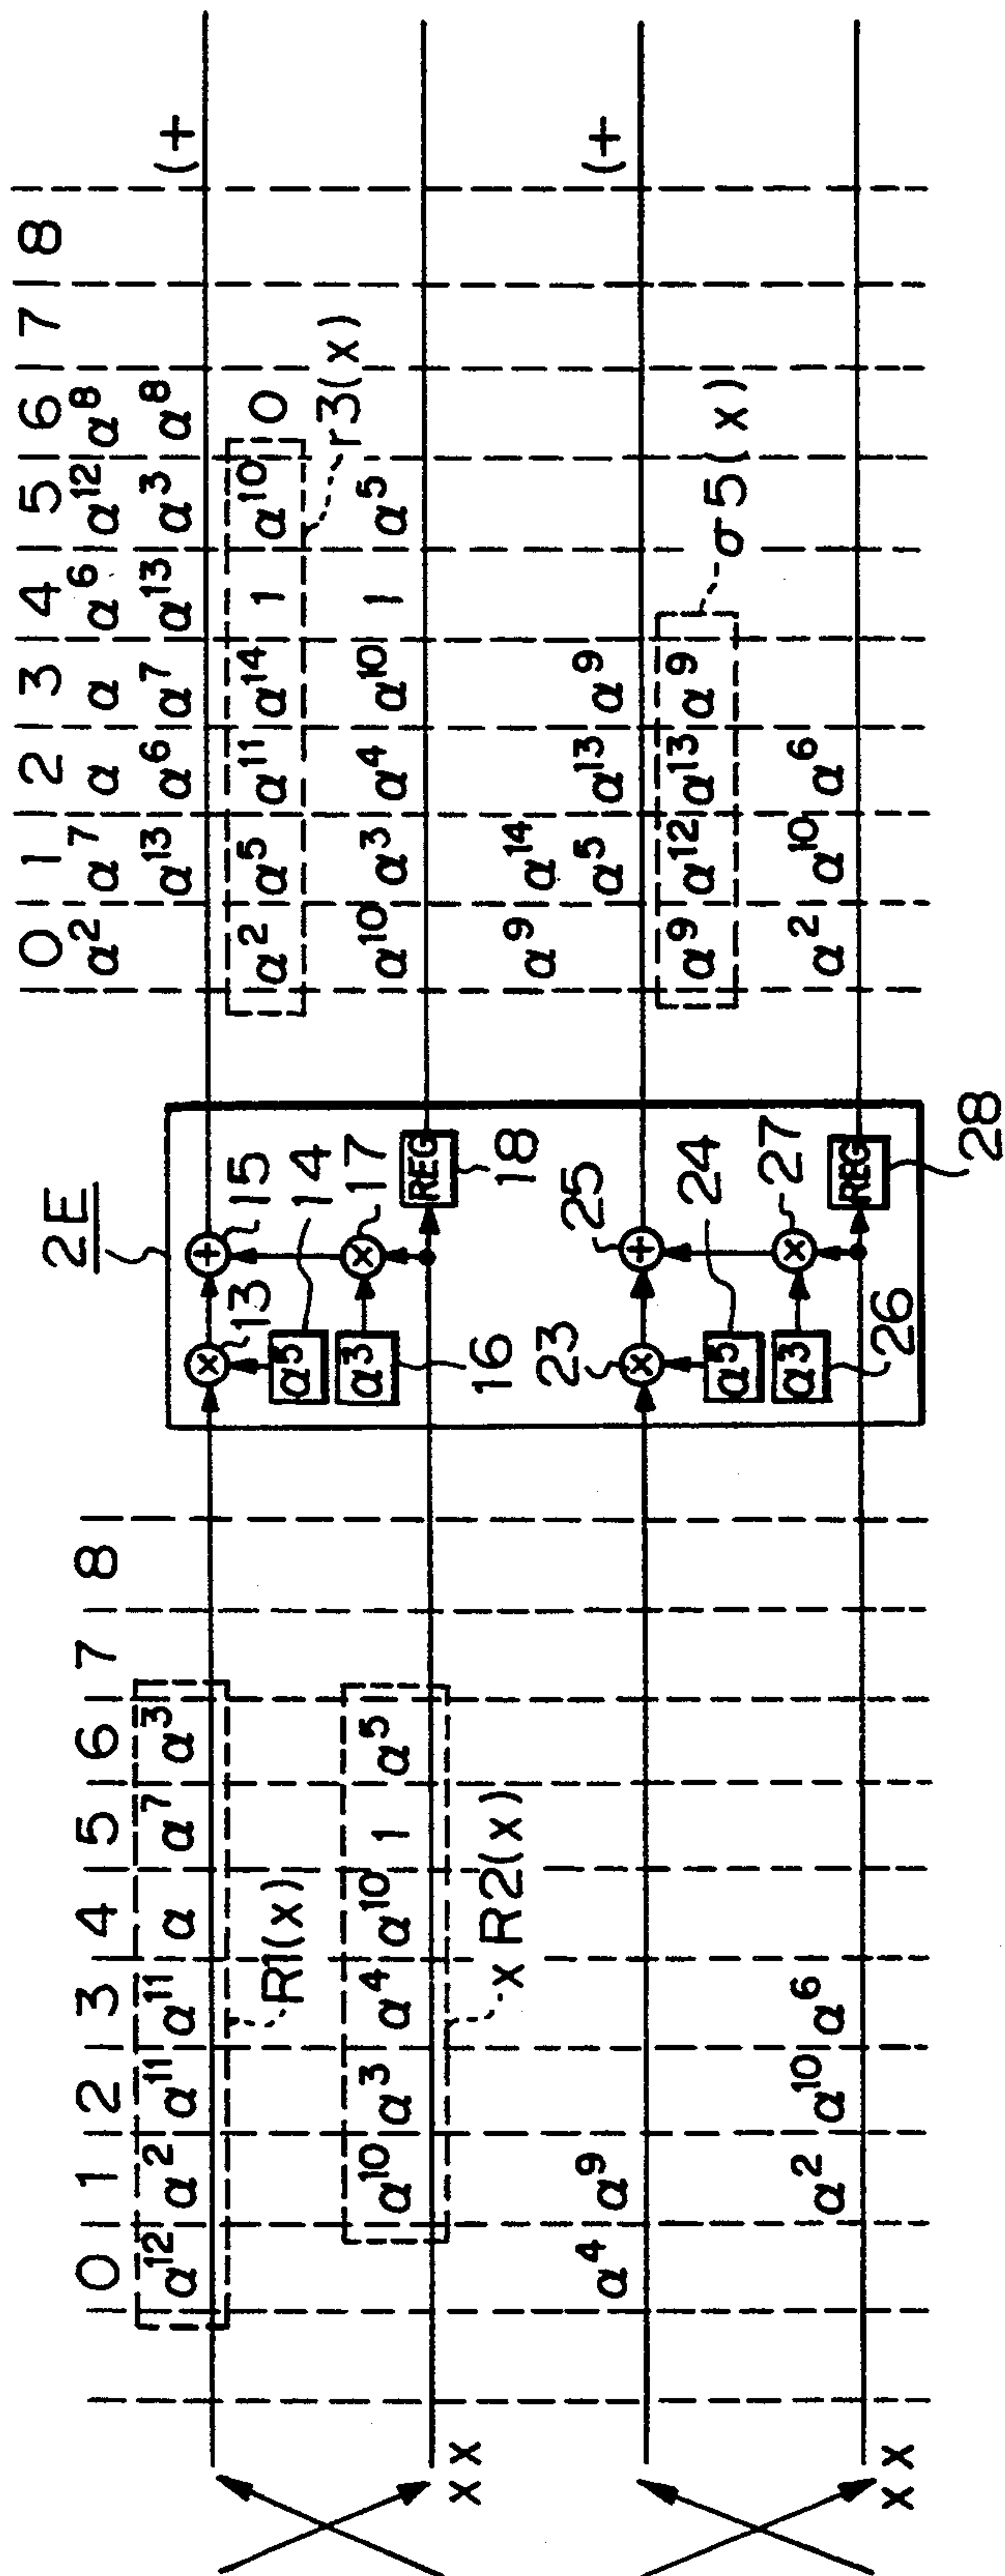 0 1 2 3 4 5 6 7 8
α¹² α² α¹¹ α¹¹ α α⁷ α³
R1(x)
α¹⁰ α³ α⁴ α¹⁰ 1 α⁵
x x
x R2(x)
α⁴ α⁹
α² α¹⁰ α⁶
x x
2E
13 15
α⁵ 14
α³ 17
REG
16 18
23 25
α⁵ 24
α³ 27
REG
26 28
0 1 2 3 4 5 6 7 8
α² α⁷ α α α⁶ α¹² α⁸
α¹³ α⁶ α⁷ α¹³ α³ α⁸ (+
α² α⁵ α¹¹ α¹⁴ 1 α¹⁰ 0
r3(x)
α¹⁰ α³ α⁴ α¹⁰ 1 α⁵
α⁹ α¹⁴
α⁵ α¹³ α⁹ (+
α⁹ α¹² α¹³ α⁹
σ5(x)
α² α¹⁰ α⁶